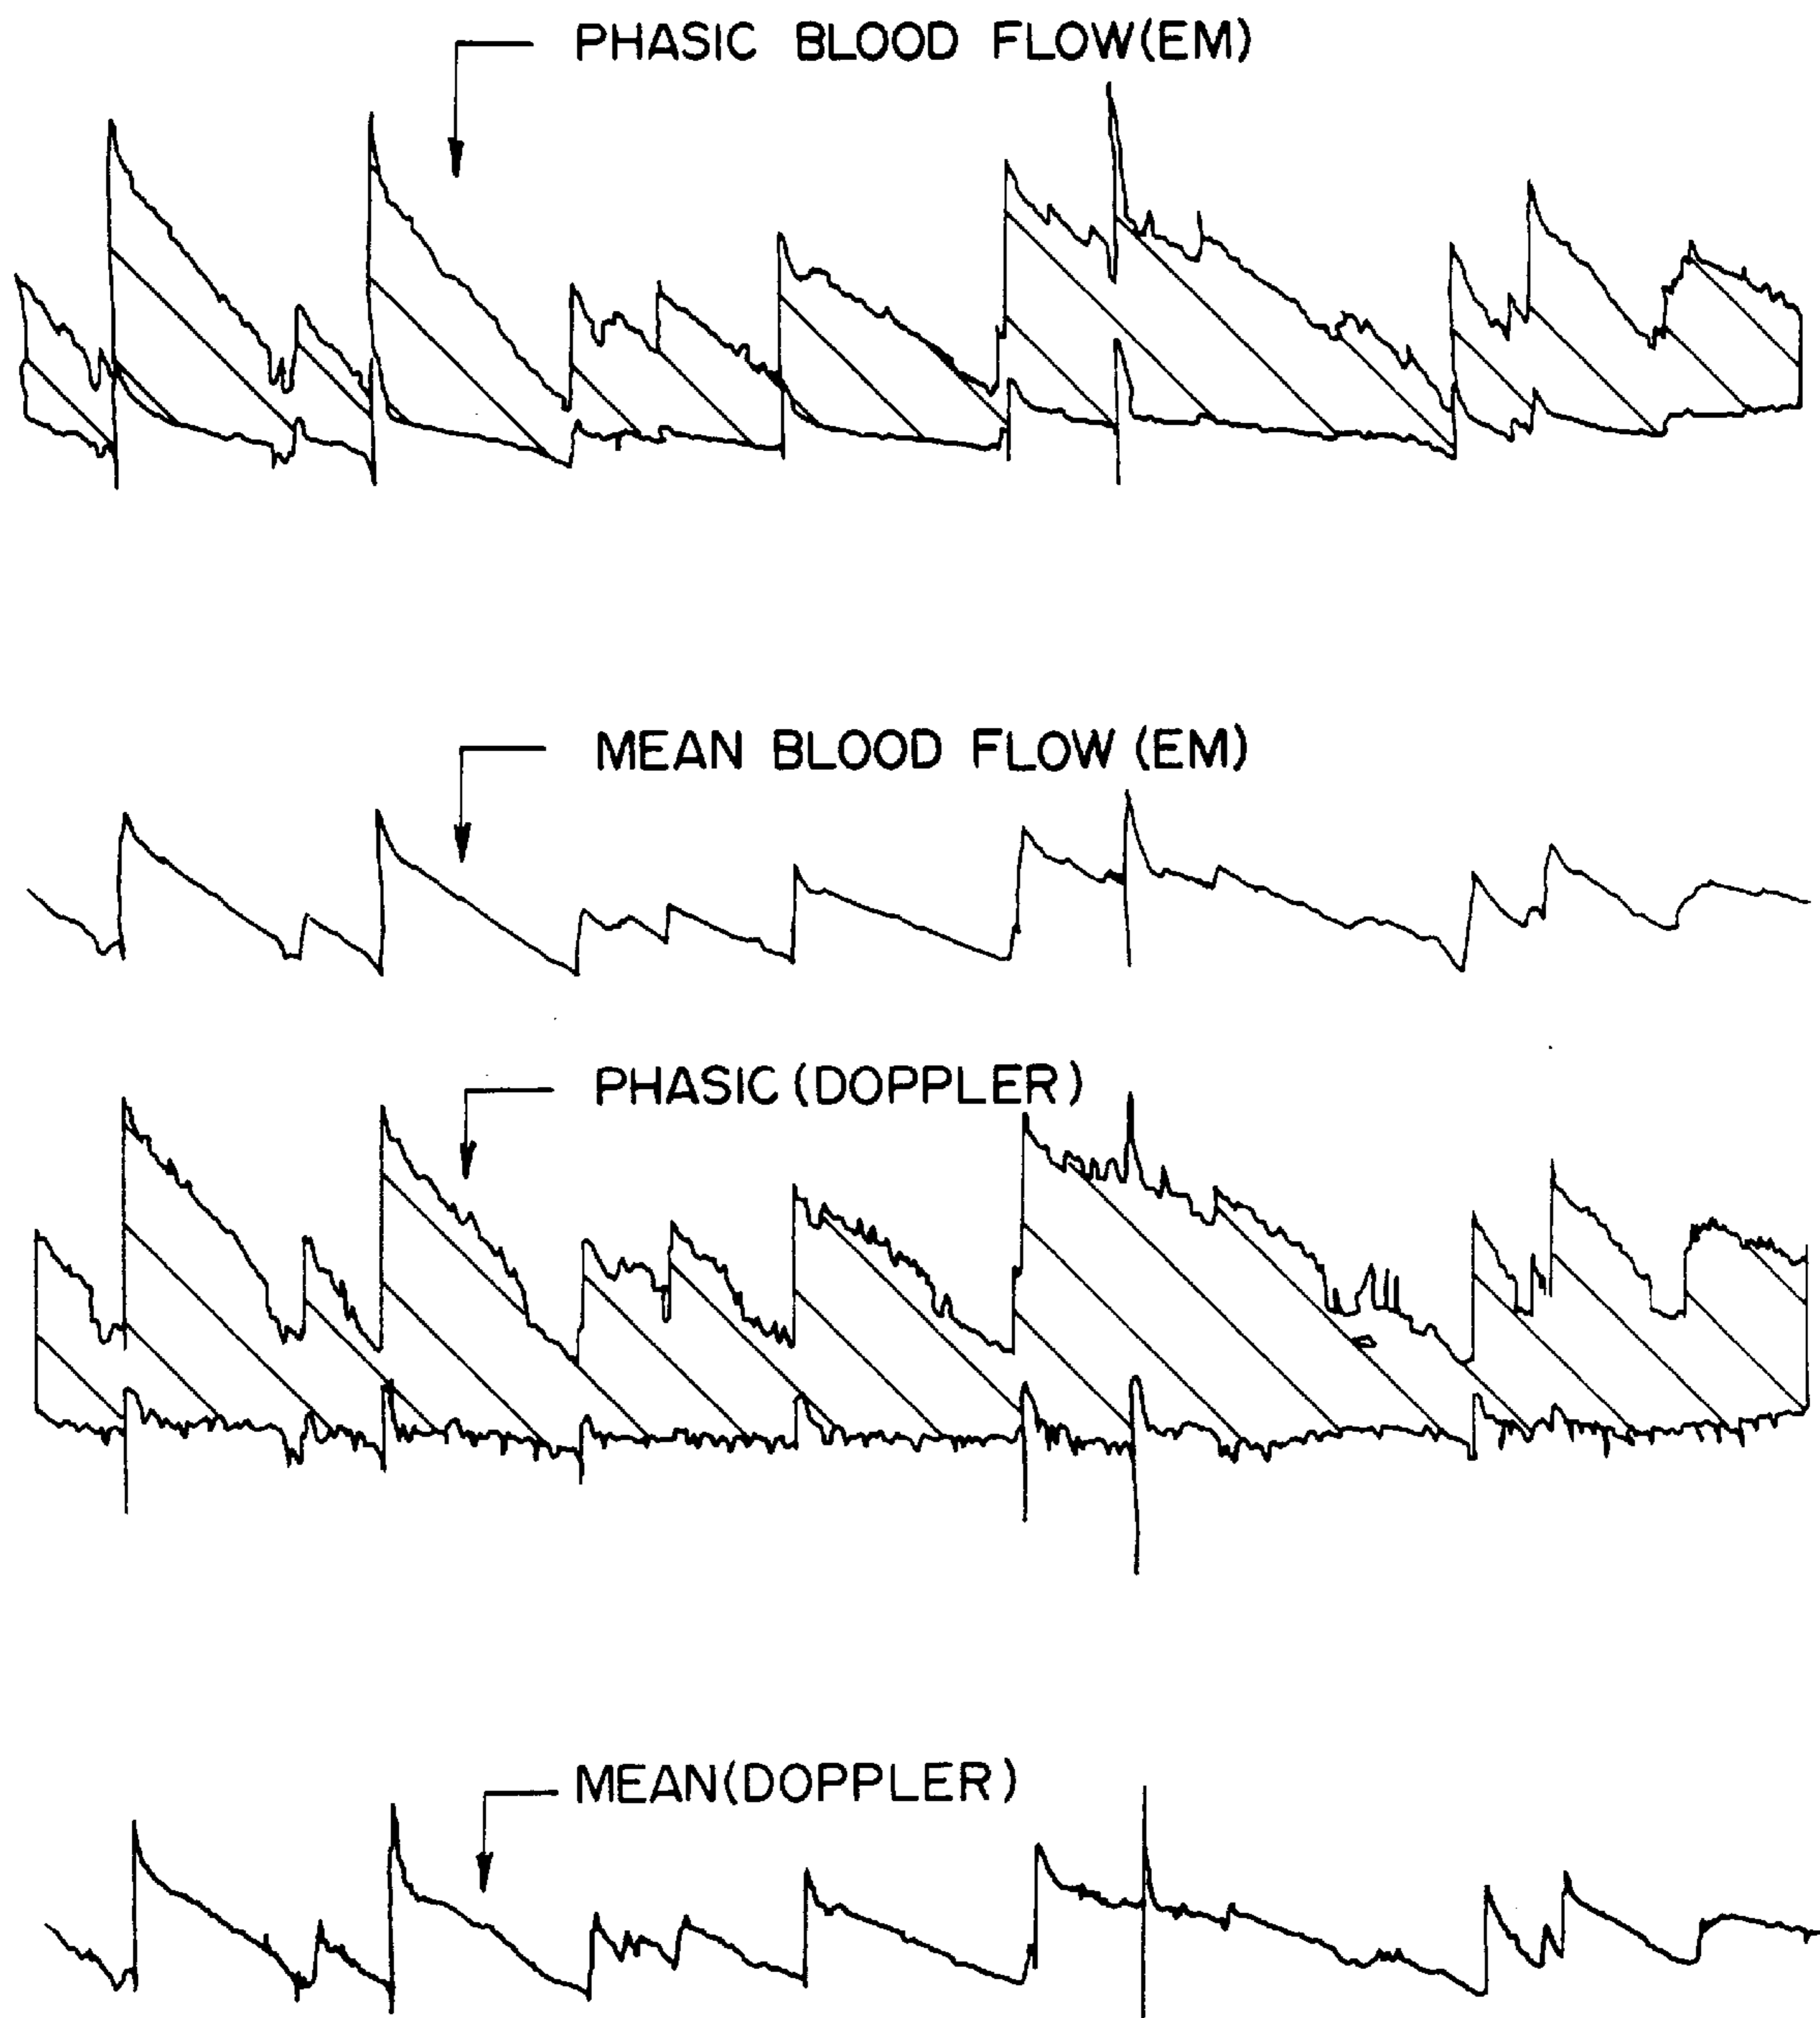 PHASIC BLOOD FLOW(EM)
MEAN BLOOD FLOW (EM)
PHASIC (DOPPLER)
MEAN(DOPPLER)